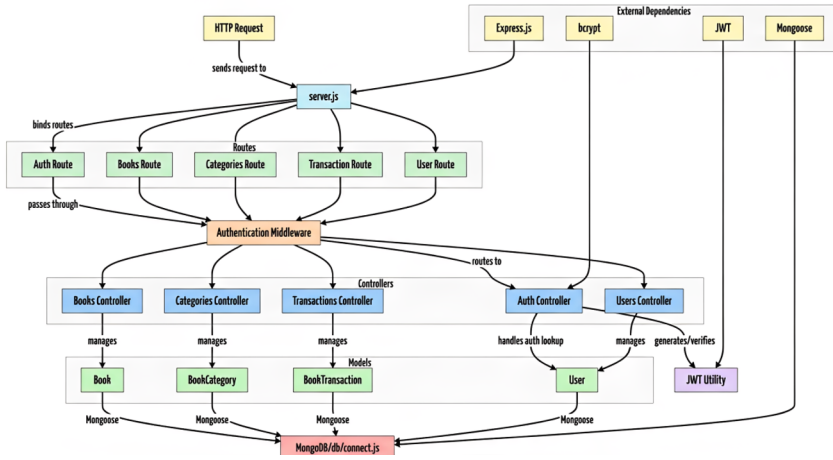 External Dependencies
HTTP Request
Express.js
bcrypt
JWT
Mongoose
sends request to
server.js
binds routes
Routes
Auth Route
Books Route
Categories Route
Transaction Route
User Route
passes through
Authentication Middleware
routes to
Controllers
Books Controller
Categories Controller
Transactions Controller
Auth Controller
Users Controller
manages
manages
manages
handles auth lookup
manages
generates/verifies
Models
Book
BookCategory
BookTransaction
User
JWT Utility
Mongoose
Mongoose
Mongoose
Mongoose
MongoDB/db/connect.js